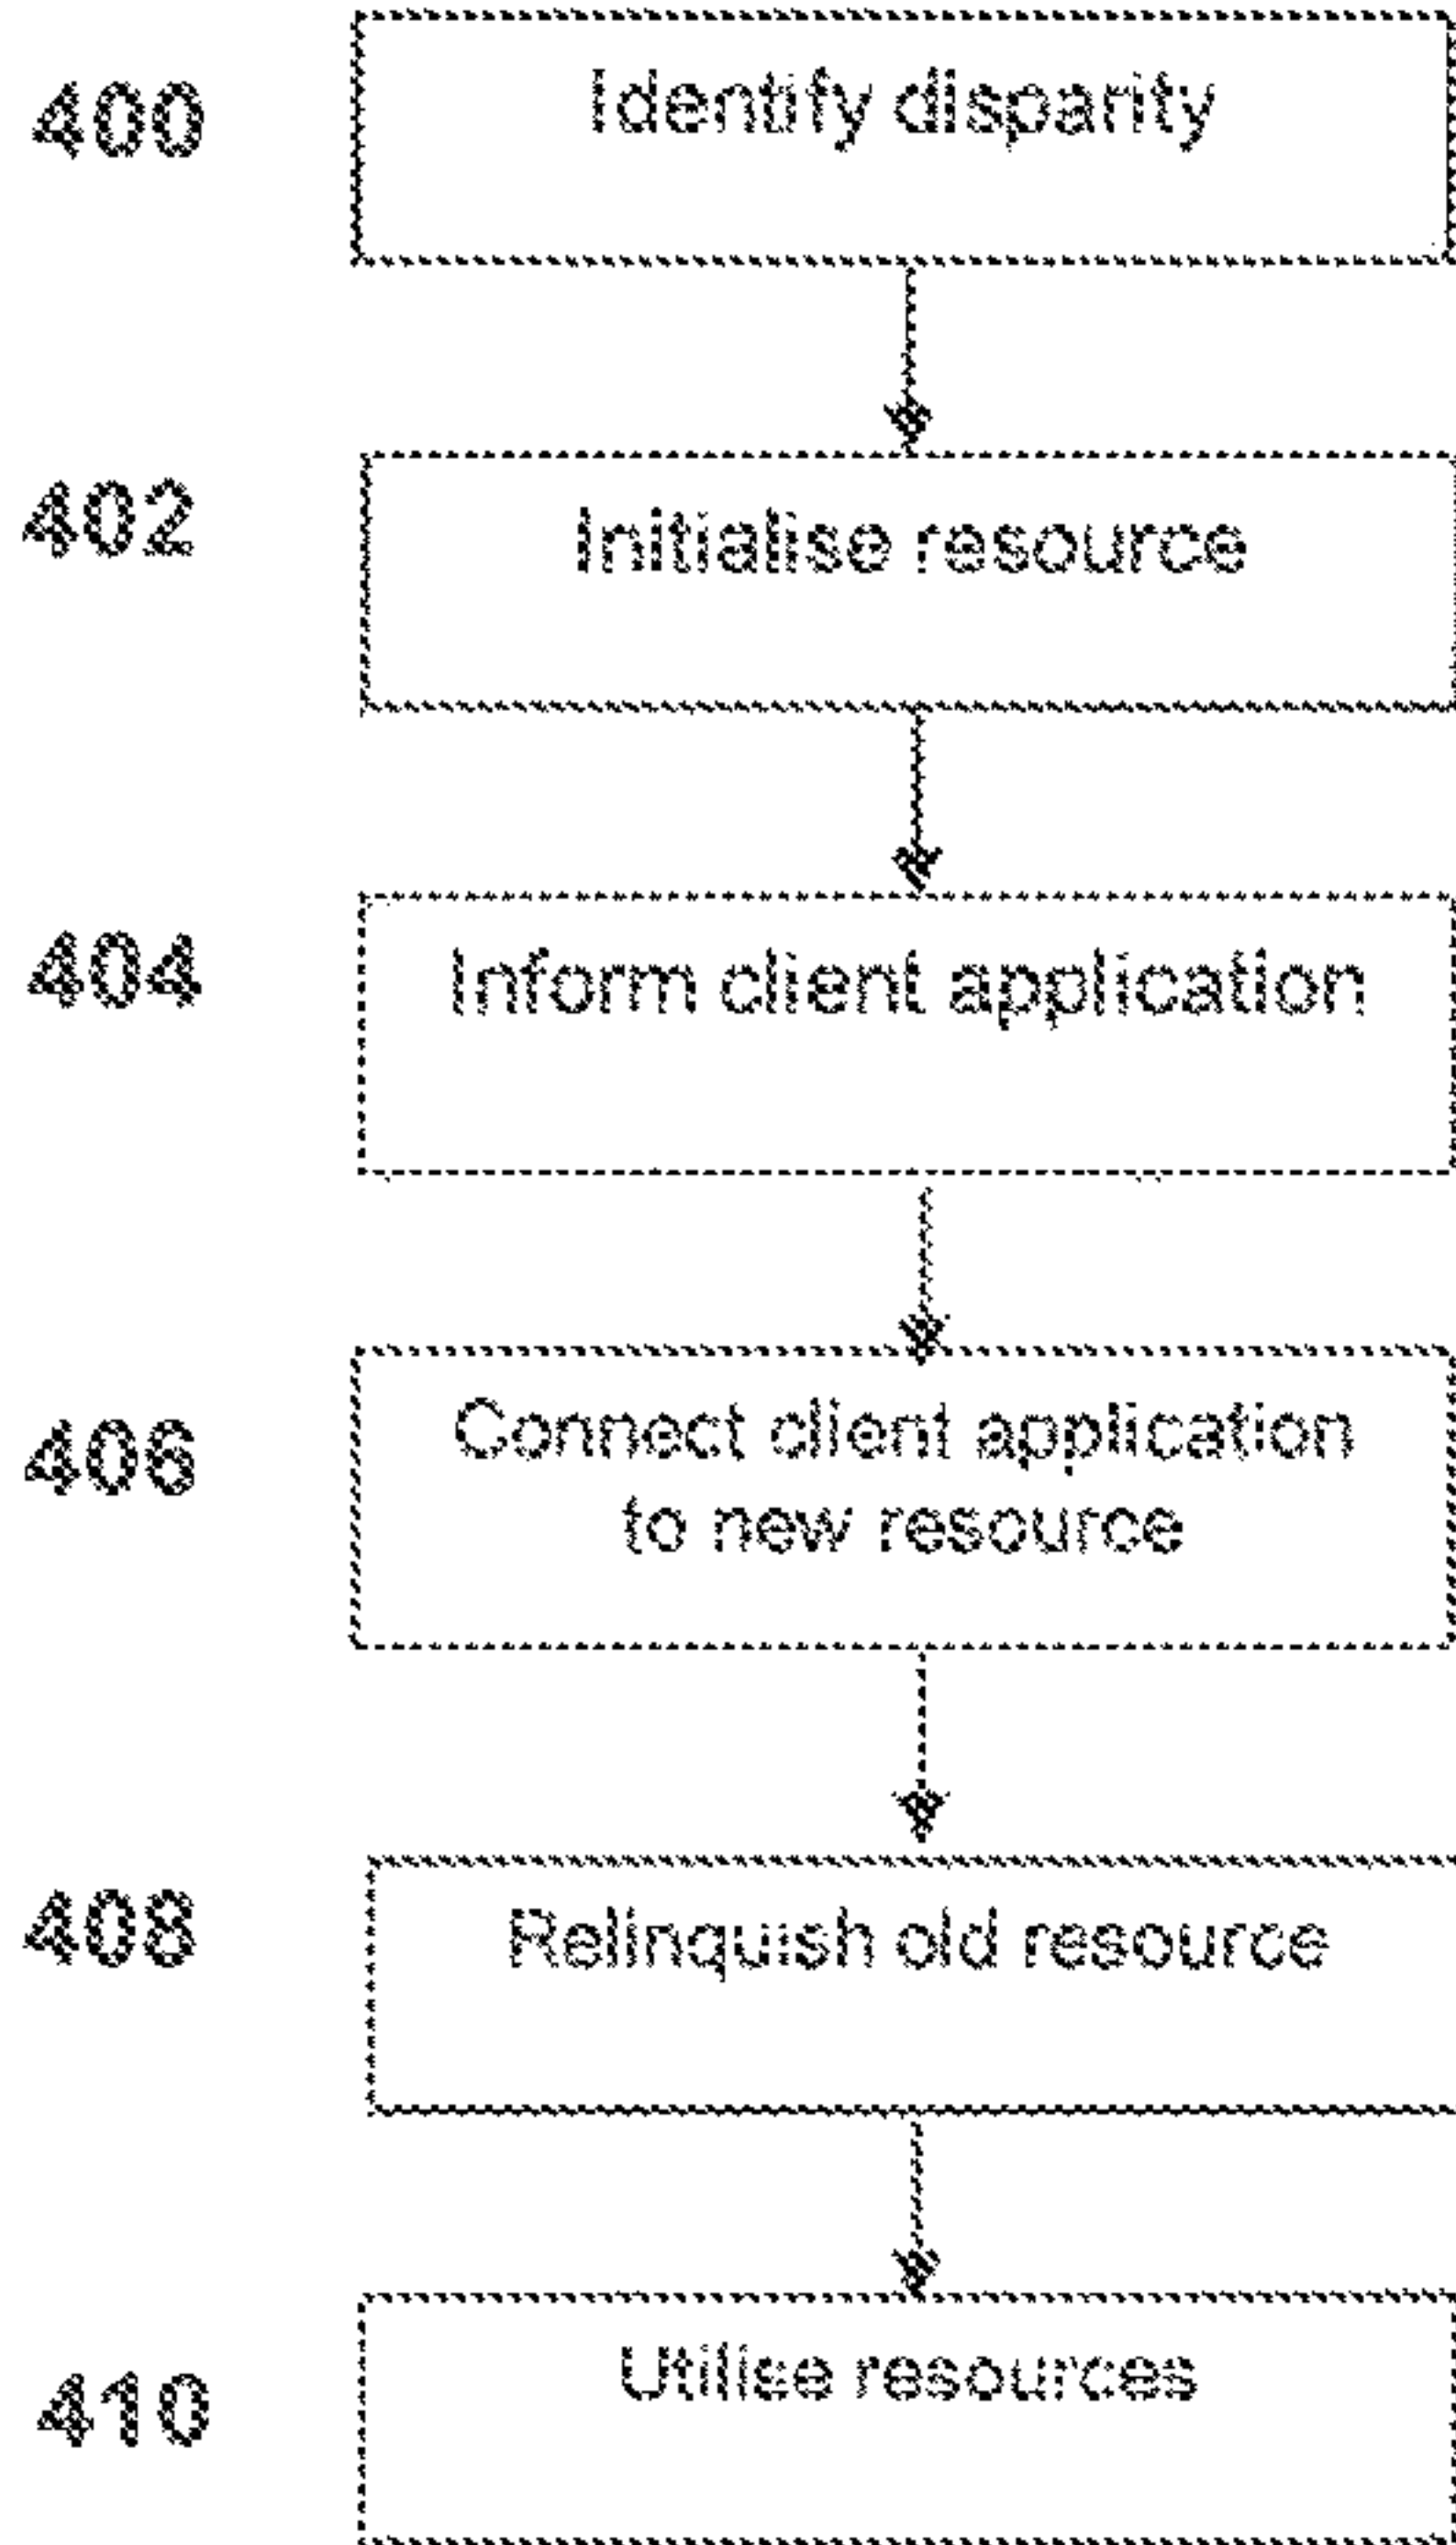 400
Identify disparity
402
Initialise resource
404
Inform client application
406
Connect client application
to new resource
408
Relinquish old resource
410
Utilise resources